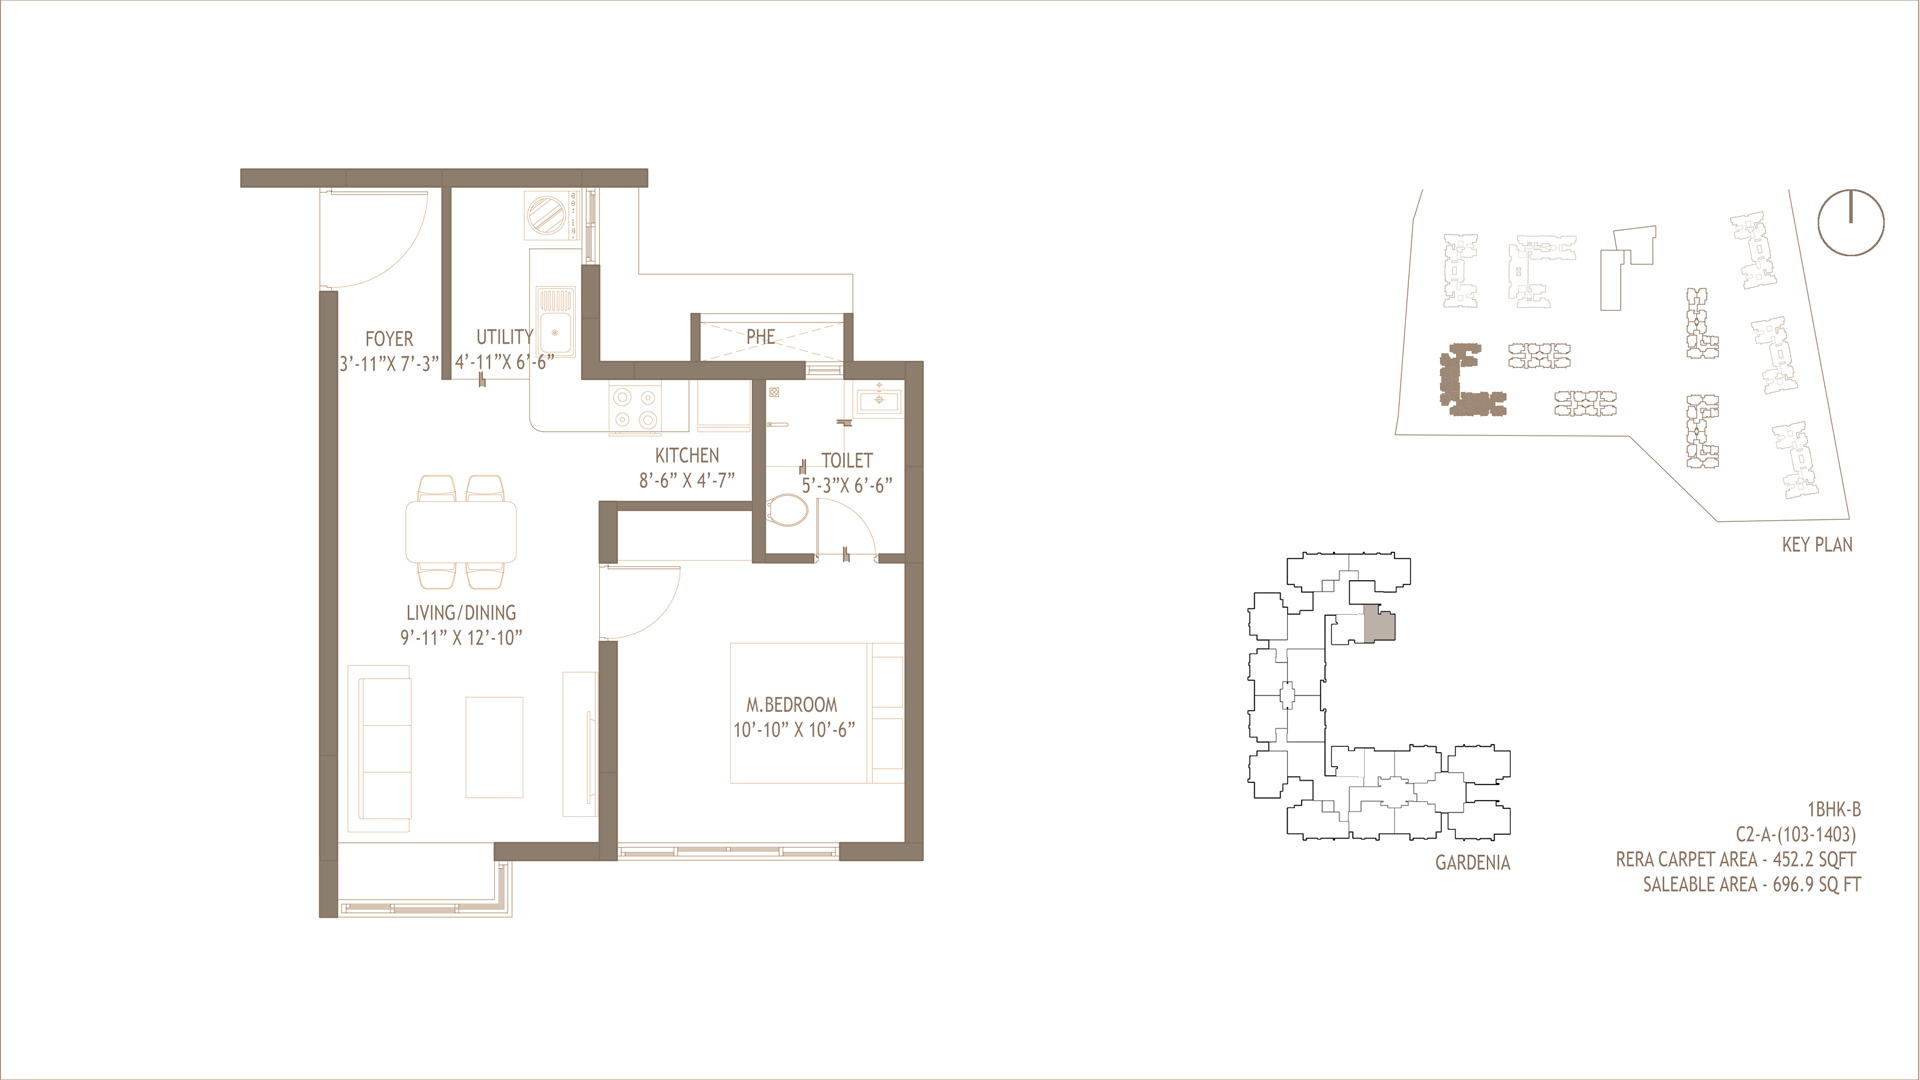 FOYER
3’-11”X 7’-3”
UTILITY
4’-11”X 6’-6”
PHE
KITCHEN
8’-6” X 4’-7”
TOILET
5’-3”X 6’-6”
LIVING/DINING
9’-11” X 12’-10”
M.BEDROOM
10’-10” X 10’-6”
KEY PLAN
GARDENIA
1BHK-B
C2-A-(103-1403)
RERA CARPET AREA - 452.2 SQFT
SALEABLE AREA - 696.9 SQ FT